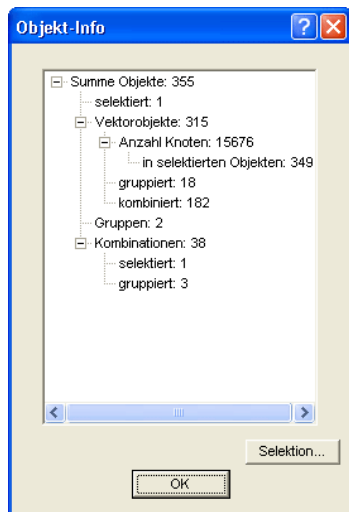 Objekt-Info
Summe Objekte: 355
selektiert: 1
Vektorobjekte: 315
Anzahl Knoten: 15676
in selektierten Objekten: 349
gruppiert: 18
kombiniert: 182
Gruppen: 2
Kombinationen: 38
selektiert: 1
gruppiert: 3
Selektion...
OK